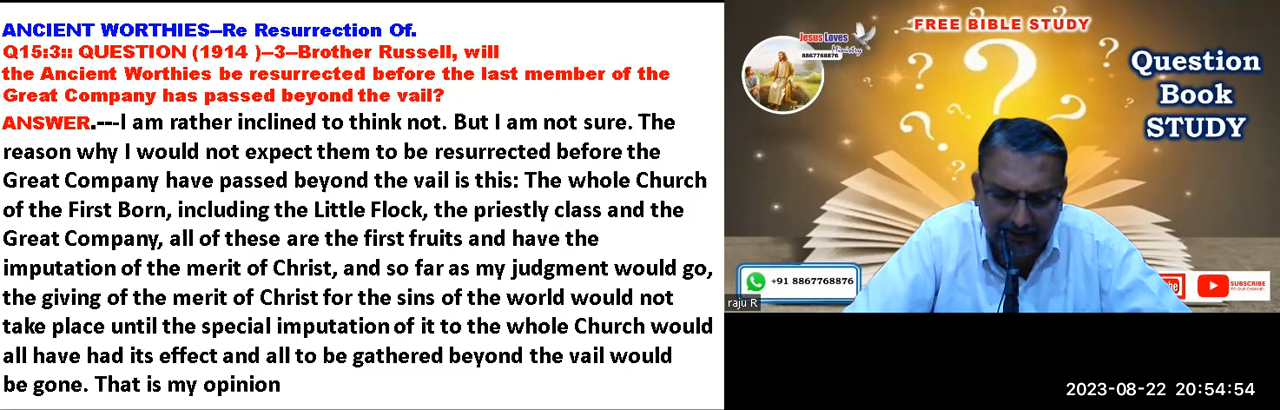 ANCIENT WORTHIES--Re Resurrection Of.
Q15:3:: QUESTION (1914 )--3--Brother Russell, will
the Ancient Worthies be resurrected before the last member of the
Great Company has passed beyond the vail?
ANSWER.---I am rather inclined to think not. But I am not sure. The
reason why I would not expect them to be resurrected before the
Great Company have passed beyond the vail is this: The whole Church
of the First Born, including the Little Flock, the priestly class and the
Great Company, all of these are the first fruits and have the
imputation of the merit of Christ, and so far as my judgment would go,
the giving of the merit of Christ for the sins of the world would not
take place until the special imputation of it to the whole Church would
all have had its effect and all to be gathered beyond the vail would
be gone. That is my opinion
FREE BIBLE STUDY
Jesus Loves
Ministry
8867768876
Question
Book
STUDY
+91 8867768876
raju R
SUBSCRIBE
TO OUR CHANNEL
2023-08-22 20:54:54